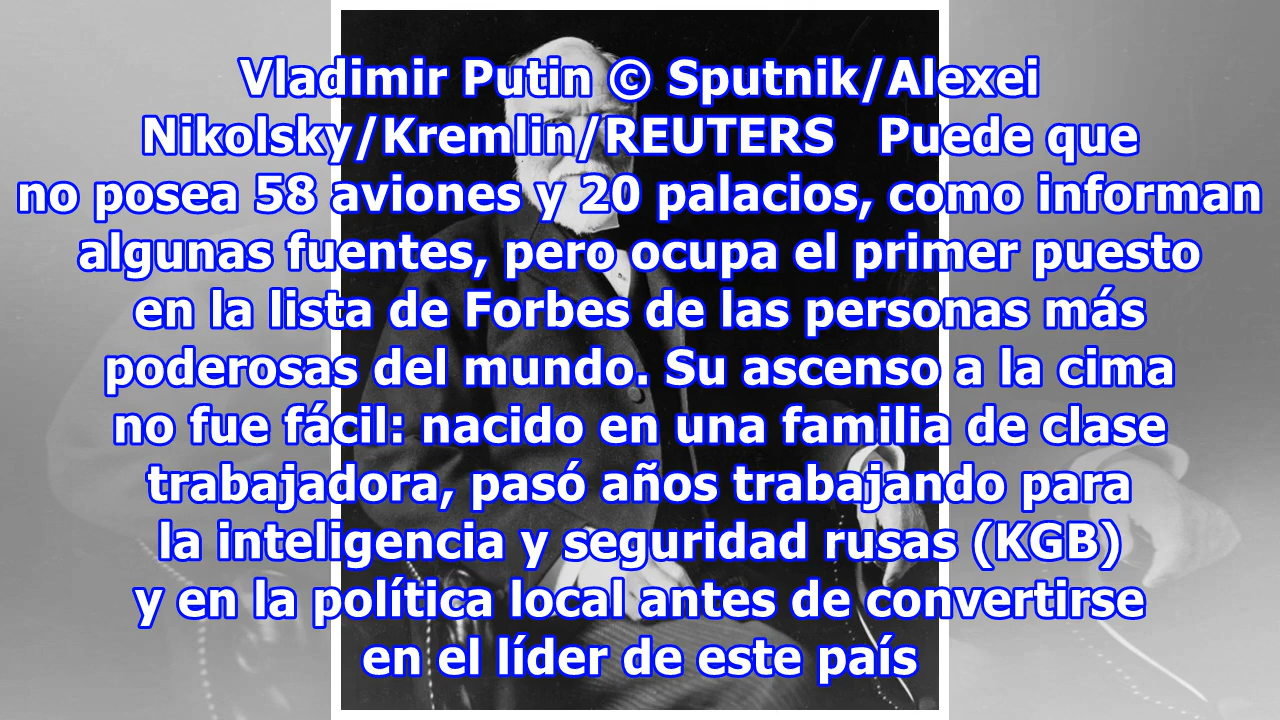 Vladimir Putin © Sputnik/Alexei
Nikolsky/Kremlin/REUTERS   Puede que
no posea 58 aviones y 20 palacios, como informan
algunas fuentes, pero ocupa el primer puesto
en la lista de Forbes de las personas más
poderosas del mundo. Su ascenso a la cima
no fue fácil: nacido en una familia de clase
trabajadora, pasó años trabajando para
la inteligencia y seguridad rusas (KGB)
y en la política local antes de convertirse
en el líder de este país